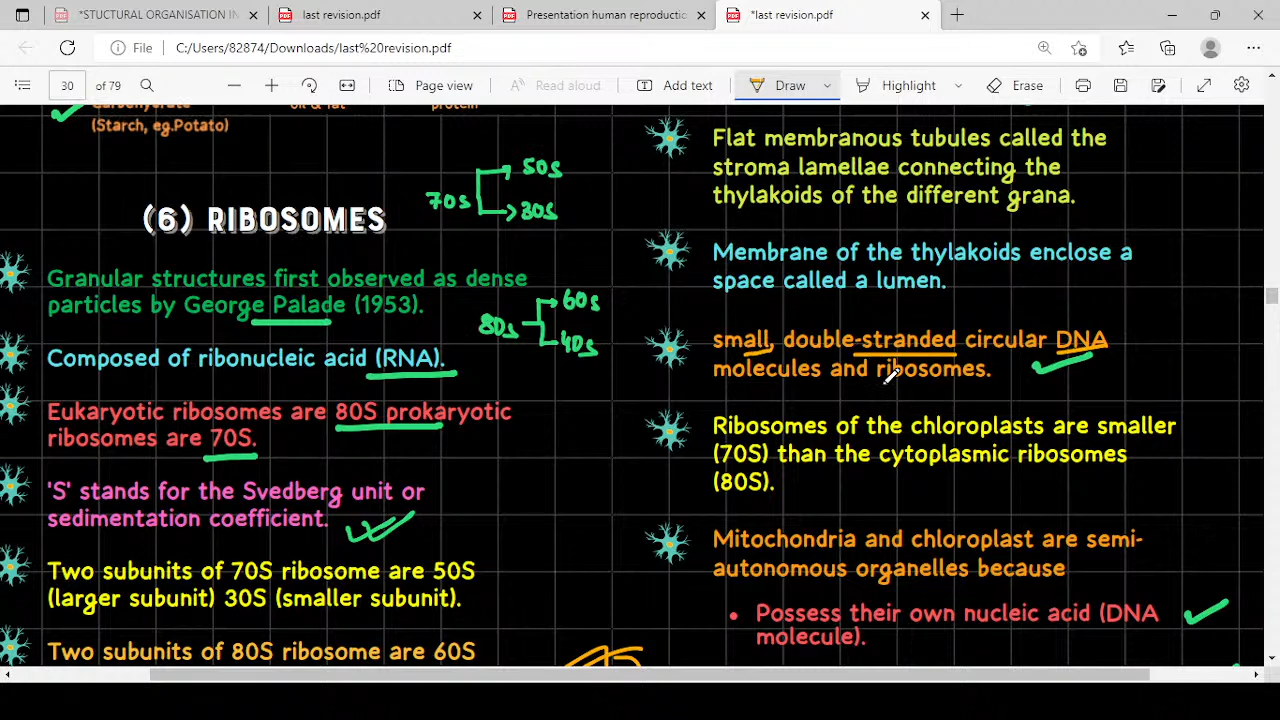 *STUCTURAL ORGANISATION IN
last revision.pdf
Presentation human reproductio
*last revision.pdf
File
C:/Users/82874/Downloads/last%20revision.pdf
30 of 79
Page view
Read aloud
Add text
Draw
Highlight
Erase
Carbohydrate
oil & fat
protein
(Starch, eg.Potato)
(6) RIBOSOMES
70s
50s
30s
Granular structures first observed as dense
particles by George Palade (1953).
80s
60s
40s
Composed of ribonucleic acid (RNA).
Eukaryotic ribosomes are 80S prokaryotic
ribosomes are 70S.
'S' stands for the Svedberg unit or
sedimentation coefficient.
Two subunits of 70S ribosome are 50S
(larger subunit) 30S (smaller subunit).
Two subunits of 80S ribosome are 60S
Flat membranous tubules called the
stroma lamellae connecting the
thylakoids of the different grana.
Membrane of the thylakoids enclose a
space called a lumen.
small, double-stranded circular DNA
molecules and ribosomes.
Ribosomes of the chloroplasts are smaller
(70S) than the cytoplasmic ribosomes
(80S).
Mitochondria and chloroplast are semi-
autonomous organelles because
• Possess their own nucleic acid (DNA
molecule).